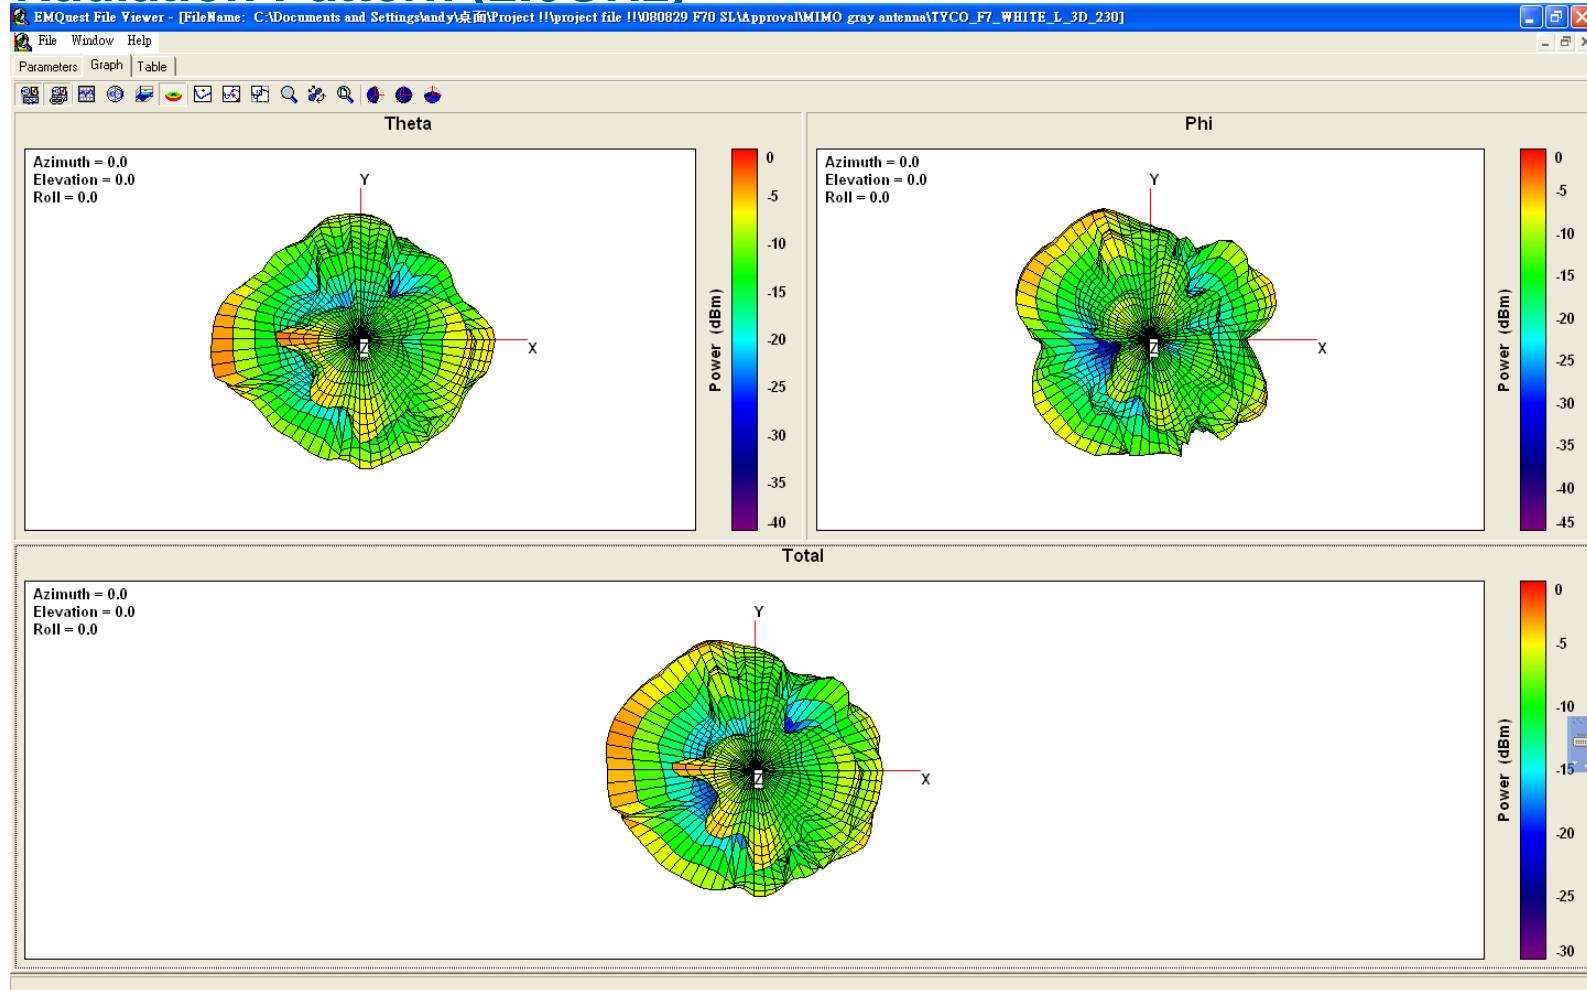 EMQuest File Viewer - [FileName: C:\Documents and Settings\andy\桌面\Project !!\project file !!\080829 F70 SL\Approval\MIMO gray antenna\TYCO_F7_WHITE_L_3D_230]
File Window Help
Parameters Graph Table
Theta
Azimuth = 0.0
Elevation = 0.0
Roll = 0.0
Y
X
Z
0
-5
-10
-15
-20
-25
-30
-35
-40
Power (dBm)
Phi
Azimuth = 0.0
Elevation = 0.0
Roll = 0.0
Y
X
Z
0
-5
-10
-15
-20
-25
-30
-35
-40
-45
Power (dBm)
Total
Azimuth = 0.0
Elevation = 0.0
Roll = 0.0
Y
X
Z
0
-5
-10
-15
-20
-25
-30
Power (dBm)